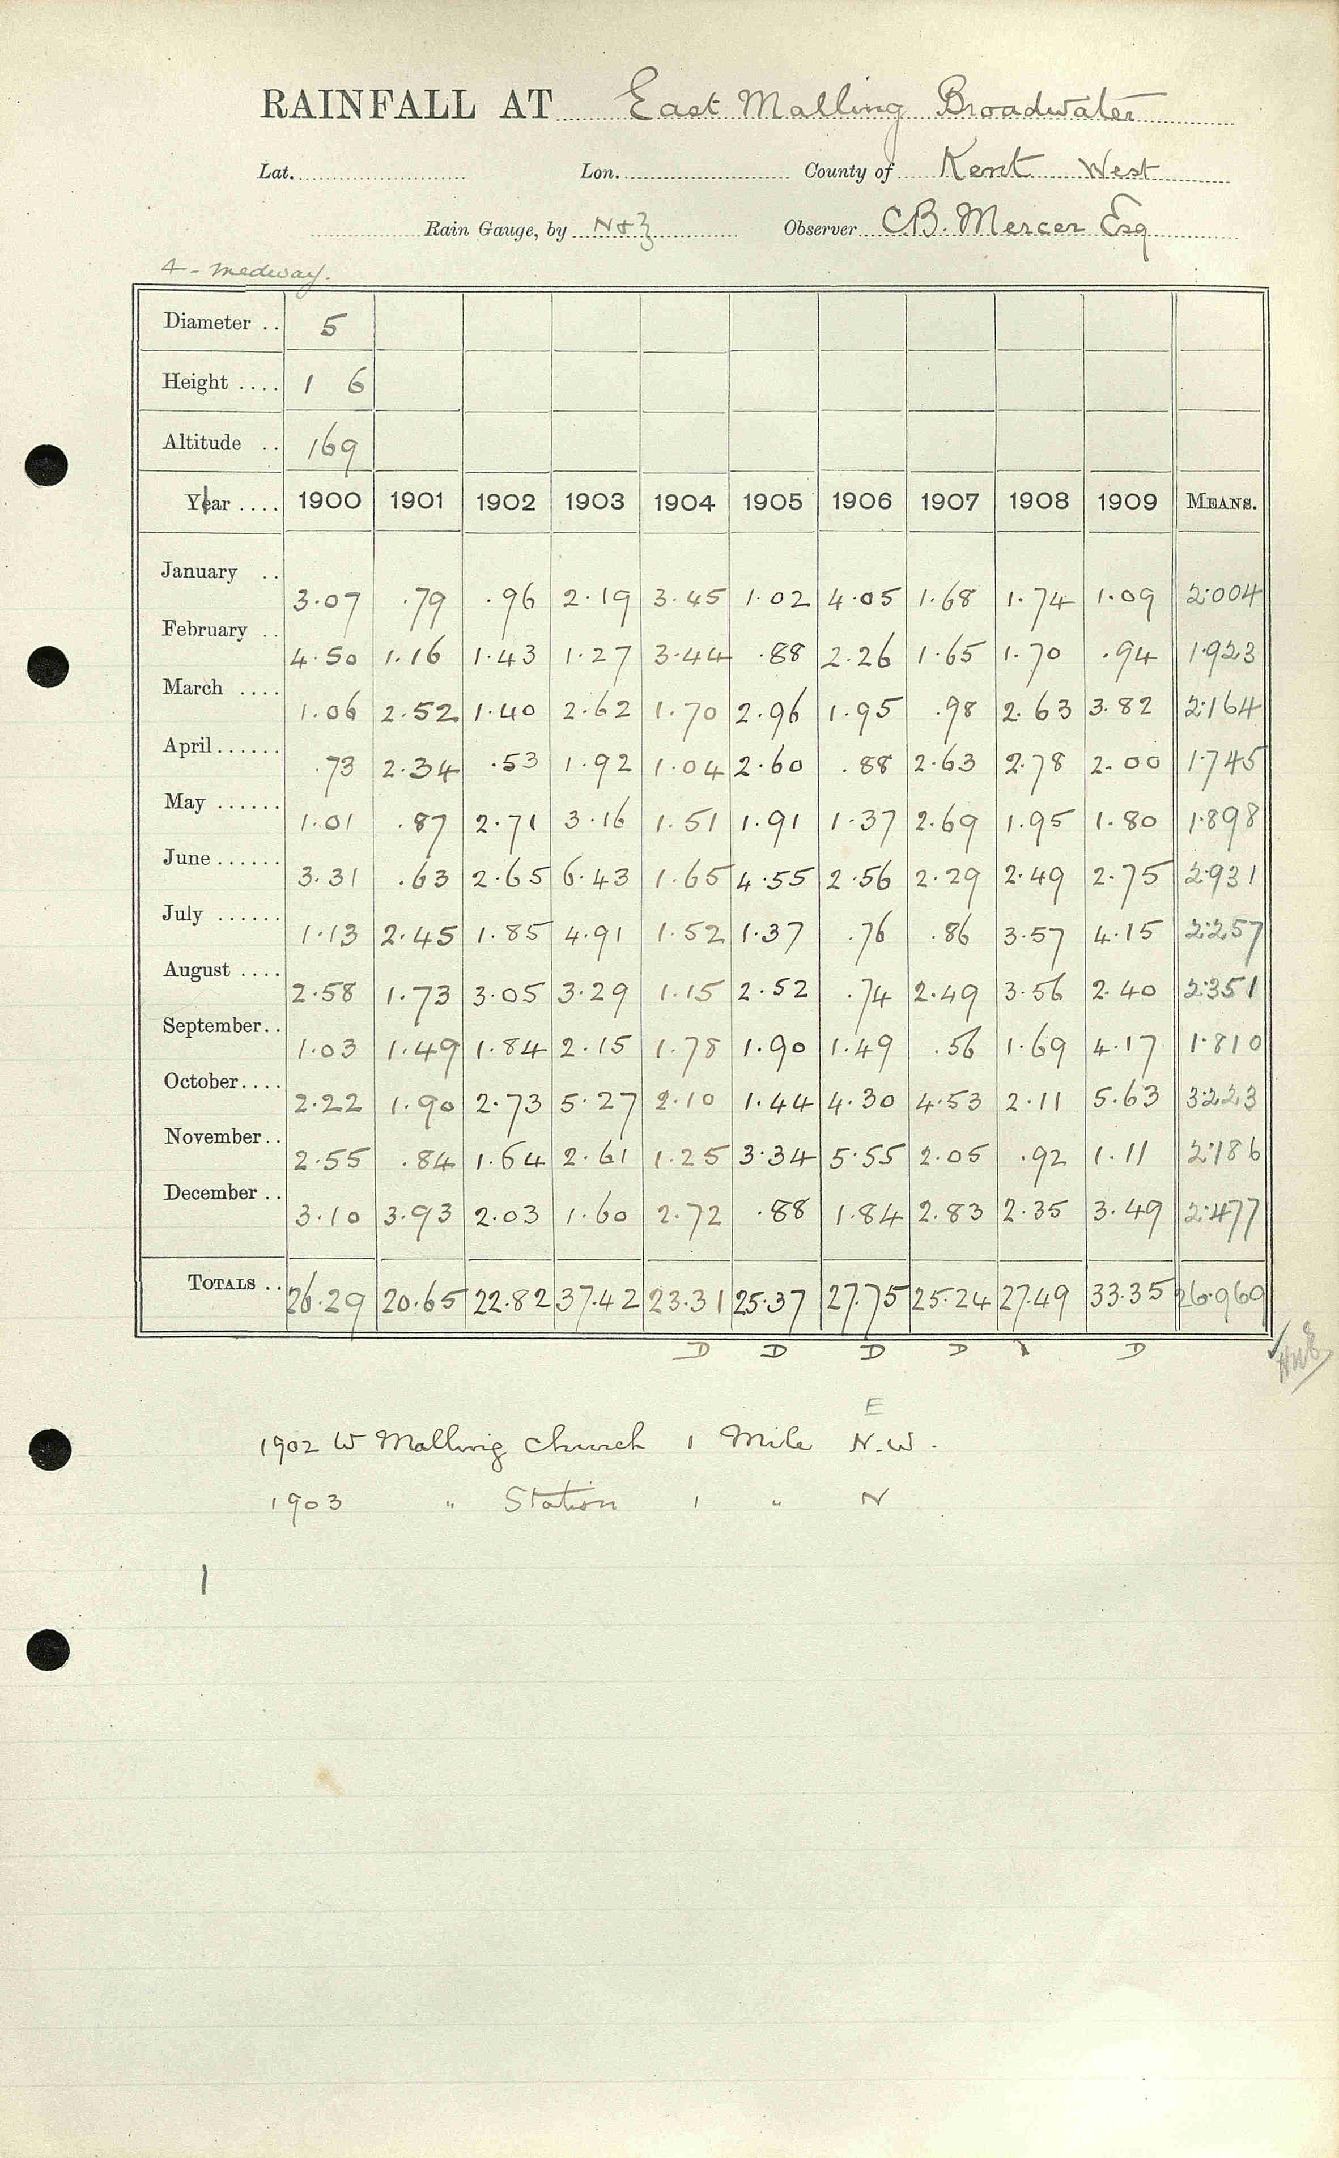 RAINFALL AT East Malling Broadwater
Lat. Lon. County of Kent West
Rain Gauge, by N & Z Observer C.B. Mercer Esq
4 - Medway.
Diameter .. 5
Height .... 1 6
Altitude .. 169
Year .... 1900 1901 1902 1903 1904 1905 1906 1907 1908 1909 MEANS.
January .. 3.07 .79 .96 2.19 3.45 1.02 4.05 1.68 1.74 1.09 2.004
February .. 4.50 1.16 1.43 1.27 3.44 .88 2.26 1.65 1.70 .94 1.923
March .... 1.06 2.52 1.40 2.62 1.70 2.96 1.95 .98 2.63 3.82 2.164
April ...... .73 2.34 .53 1.92 1.04 2.60 .88 2.63 2.78 2.00 1.745
May ...... 1.01 .87 2.71 3.16 1.51 1.91 1.37 2.69 1.95 1.80 1.898
June ...... 3.31 .63 2.65 6.43 1.65 4.55 2.56 2.29 2.49 2.75 2.931
July ...... 1.13 2.45 1.85 4.91 1.52 1.37 .76 .86 3.57 4.15 2.257
August .... 2.58 1.73 3.05 3.29 1.15 2.52 .74 2.49 3.56 2.40 2.351
September .. 1.03 1.49 1.84 2.15 1.78 1.90 1.49 .56 1.69 4.17 1.810
October .... 2.22 1.90 2.73 5.27 2.10 1.44 4.30 4.53 2.11 5.63 3.223
November .. 2.55 .84 1.64 2.61 1.25 3.34 5.55 2.05 .92 1.11 2.186
December .. 3.10 3.93 2.03 1.60 2.72 .88 1.84 2.83 2.35 3.49 2.477
TOTALS .. 26.29 20.65 22.82 37.42 23.31 25.37 27.75 25.24 27.49 33.35 26.969
D D D D D
E
1902 W Malling Church 1 Mile N.W.
1903 " Station 1 " N